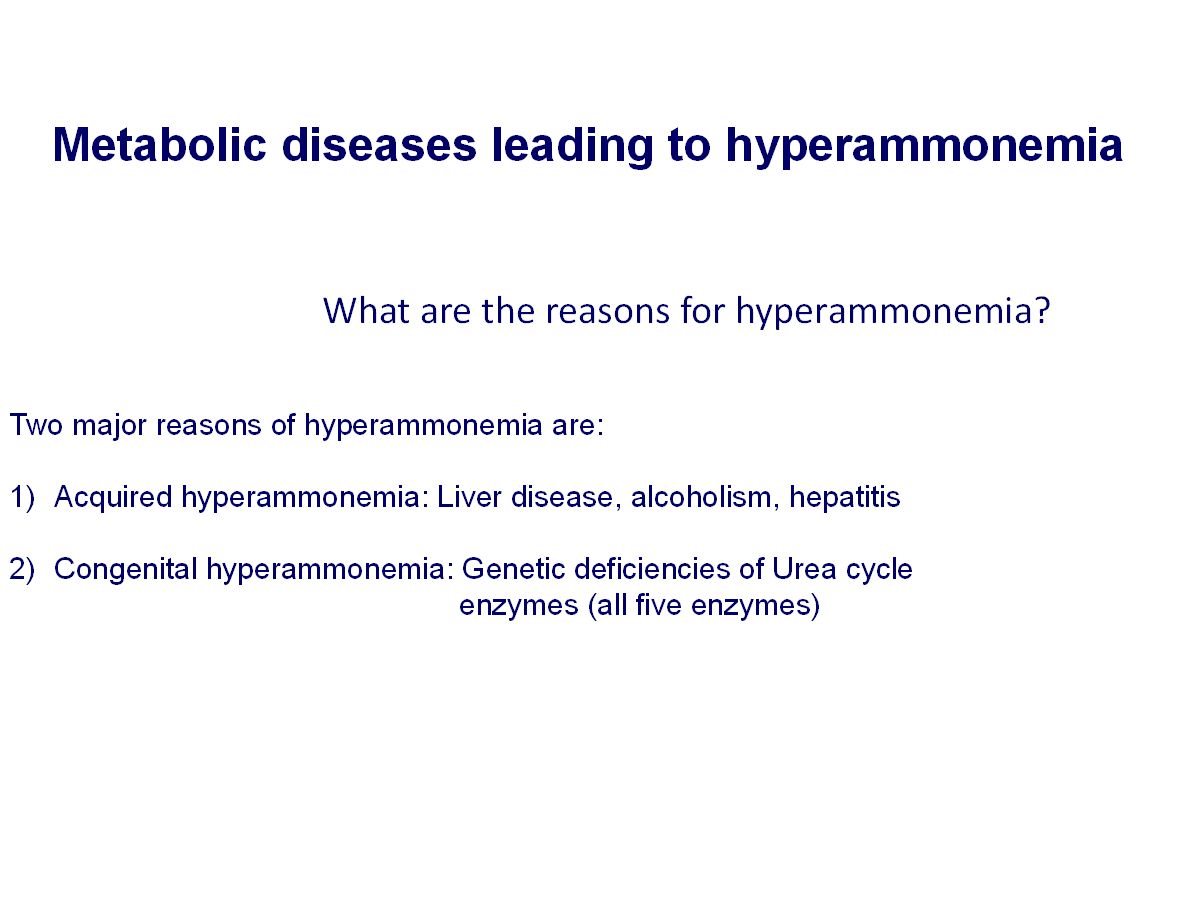 Metabolic diseases leading to hyperammonemia
What are the reasons for hyperammonemia?
Two major reasons of hyperammonemia are:
1) Acquired hyperammonemia: Liver disease, alcoholism, hepatitis
2) Congenital hyperammonemia: Genetic deficiencies of Urea cycle
enzymes (all five enzymes)